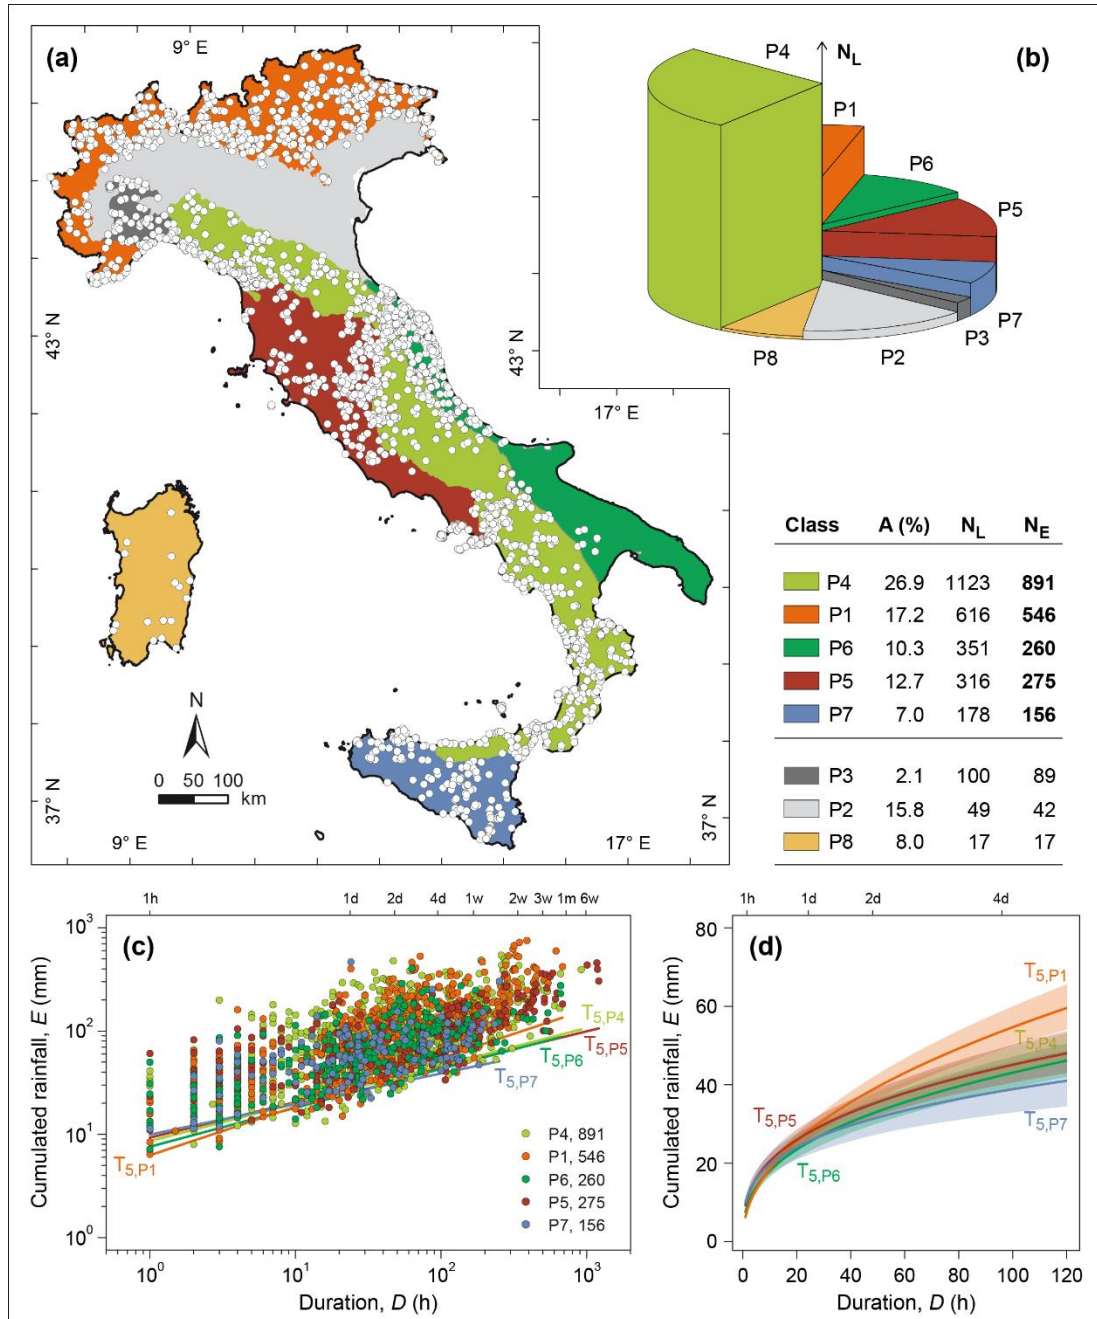 (a)
9° E
43° N
43° N
17° E
N
0 50 100
km
37° N
37° N
9° E
17° E
(b)
N_L
P4
P1
P6
P5
P7
P3
P2
P8
Class A (%) N_L N_E
P4 26.9 1123 891
P1 17.2 616 546
P6 10.3 351 260
P5 12.7 316 275
P7 7.0 178 156
P3 2.1 100 89
P2 15.8 49 42
P8 8.0 17 17
1h 1d 2d 4d 1w 2w 3w 1m 6w
(c)
10³
10²
10¹
10⁰
Cumulated rainfall, E (mm)
T5,P4
T5,P5
T5,P6
T5,P7
T5,P1
P4, 891
P1, 546
P6, 260
P5, 275
P7, 156
10⁰ 10¹ 10² 10³
Duration, D (h)
1h 1d 2d 4d
(d)
80
60
40
20
0
Cumulated rainfall, E (mm)
T5,P1
T5,P4
T5,P5
T5,P7
T5,P6
0 20 40 60 80 100 120
Duration, D (h)